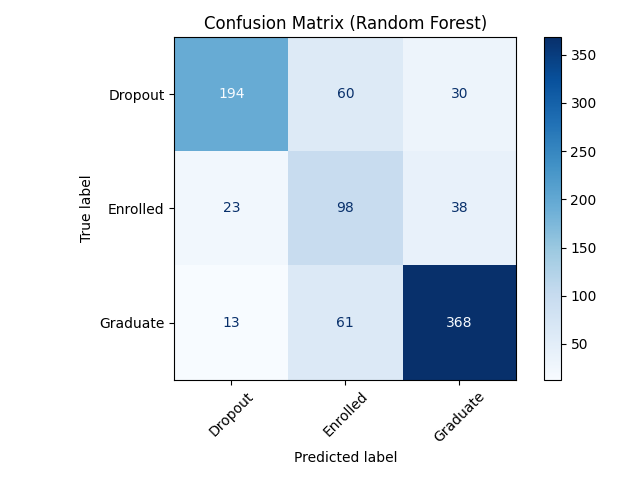 Confusion Matrix (Random Forest)
True label
Dropout
194 60 30
Enrolled
23 98 38
Graduate
13 61 368
Dropout Enrolled Graduate
Predicted label
350
300
250
200
150
100
50